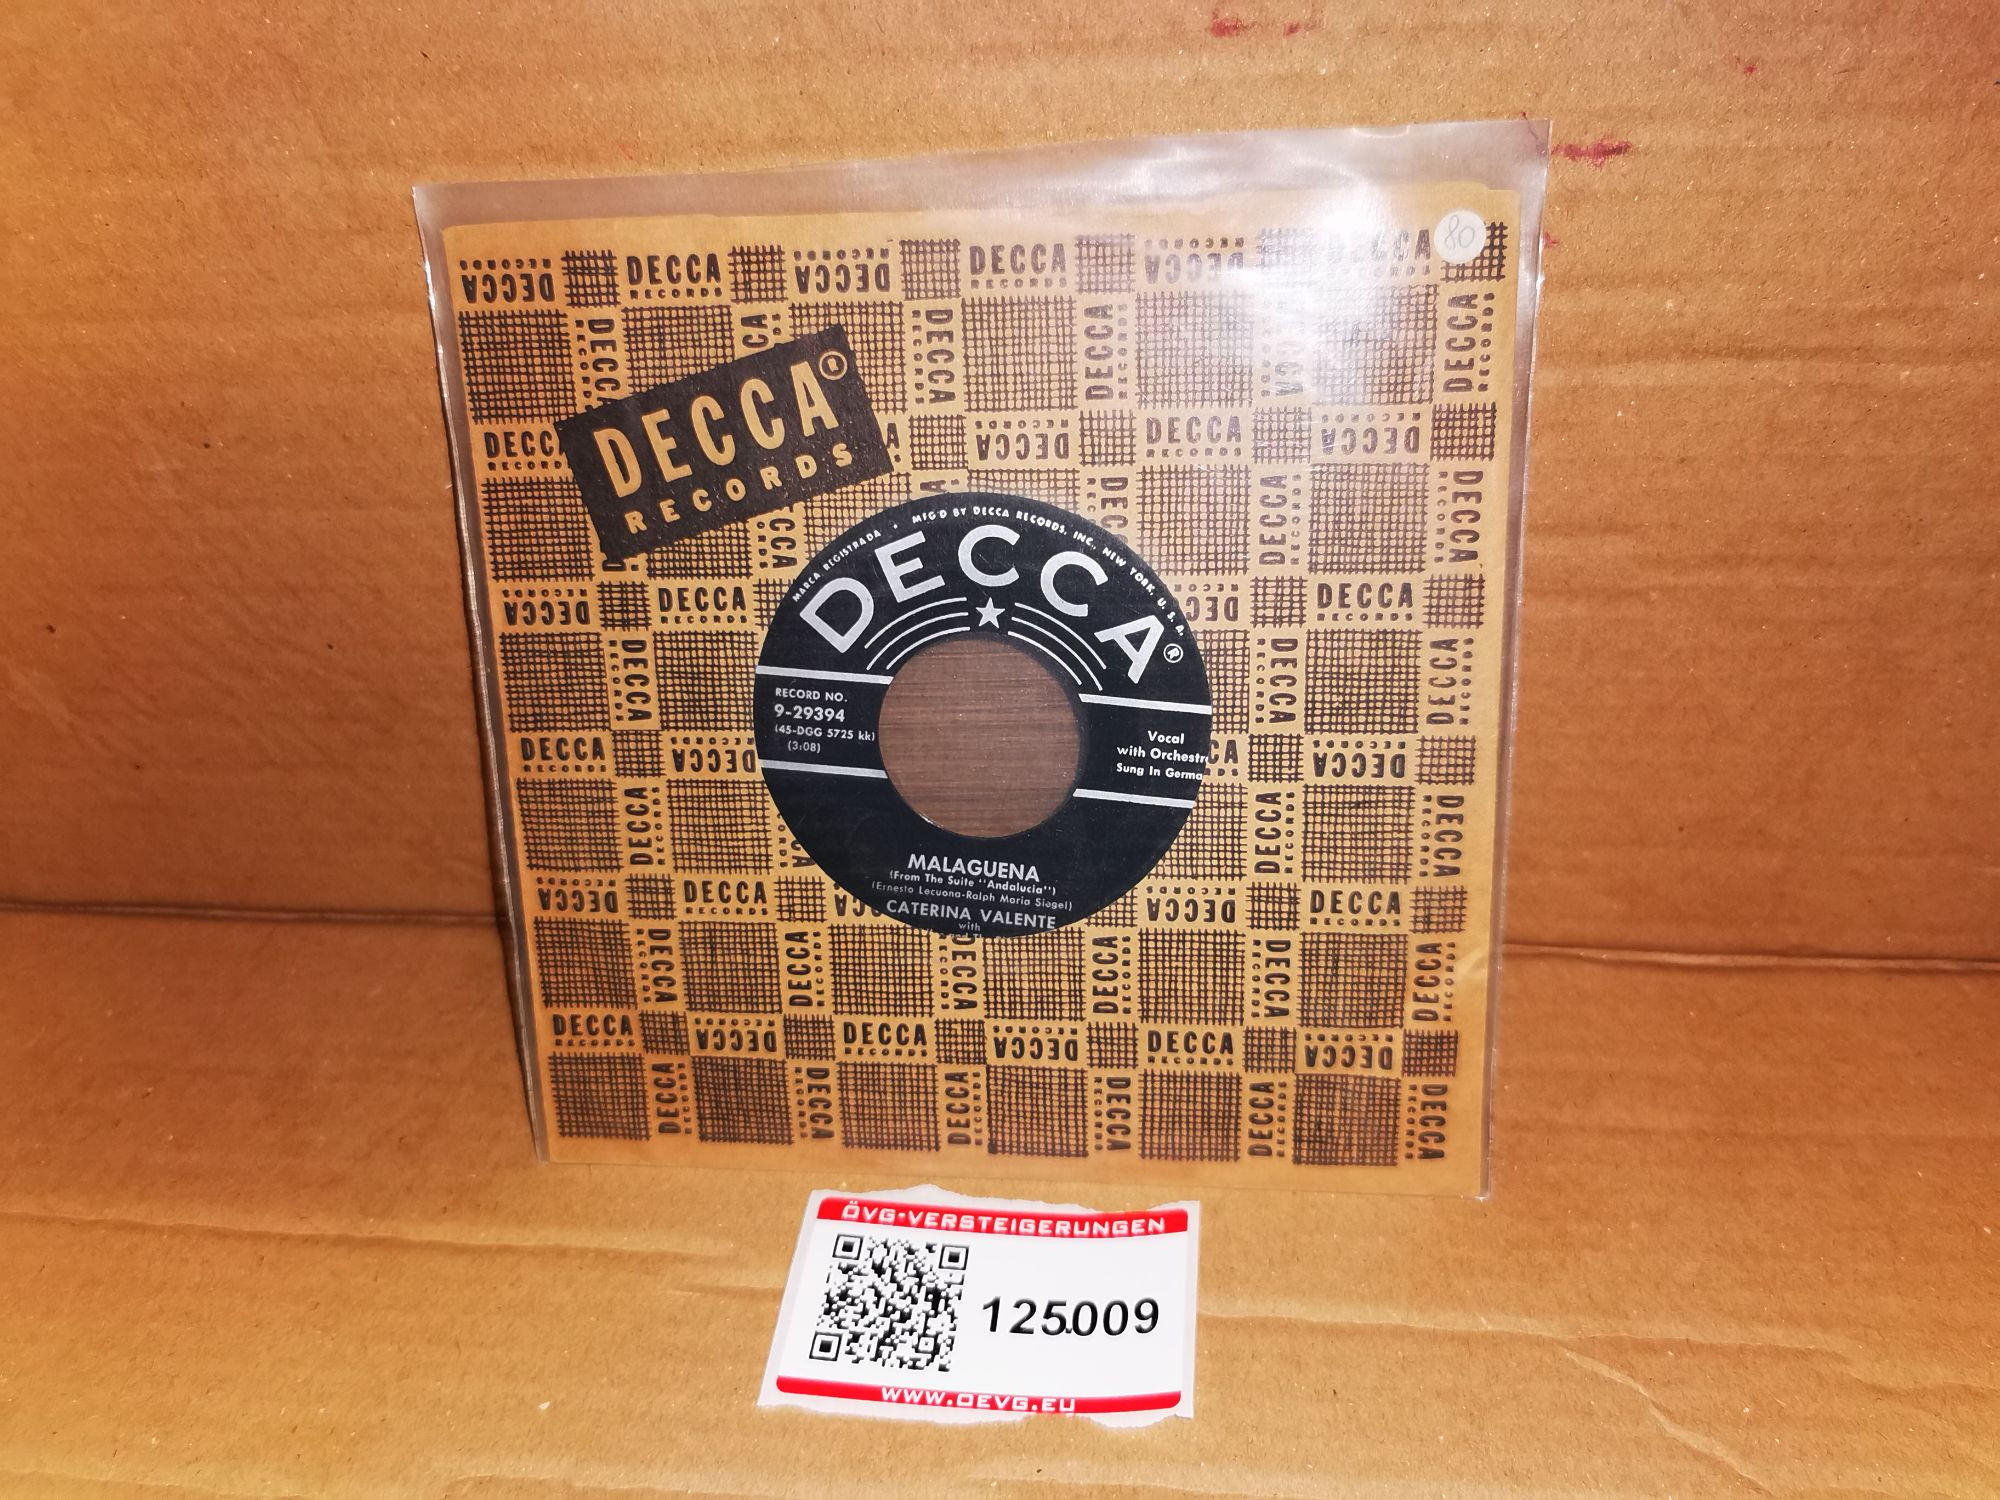 80
DECCA®
RECORDS
MARCA REGISTRADA • MFG'D BY DECCA RECORDS, INC., NEW YORK, U. S. A.
DECCA®
RECORD NO.
9-29394
(45-DGG 5725 kk)
(3:08)
Vocal
with Orchestr
Sung In Germa
MALAGUENA
(From The Suite "Andalucia")
(Ernesto Lecuona-Ralph Maria Siegel)
CATERINA VALENTE
with
ÖVG-VERSTEIGERUNGEN
125.009
WWW.OEVG.EU